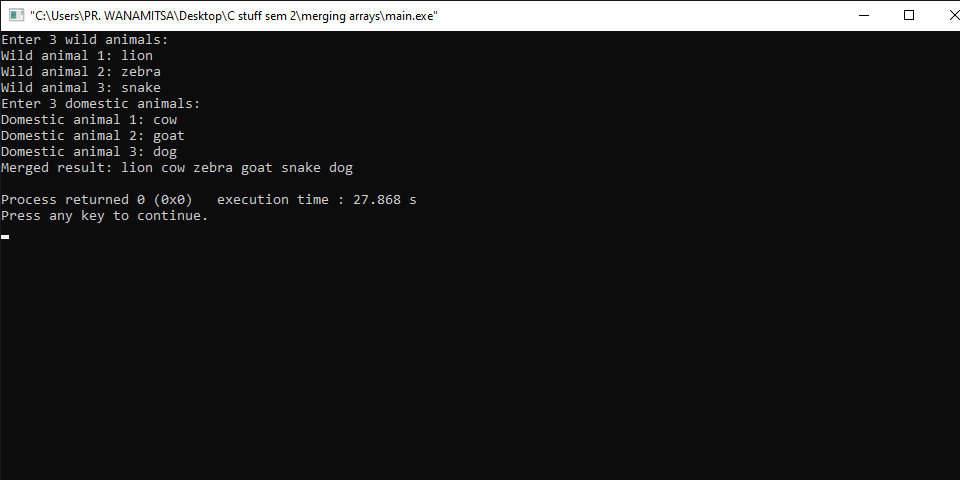 "C:\Users\PR. WANAMITSA\Desktop\C stuff sem 2\merging arrays\main.exe"
Enter 3 wild animals:
Wild animal 1: lion
Wild animal 2: zebra
Wild animal 3: snake
Enter 3 domestic animals:
Domestic animal 1: cow
Domestic animal 2: goat
Domestic animal 3: dog
Merged result: lion cow zebra goat snake dog
Process returned 0 (0x0)   execution time : 27.868 s
Press any key to continue.